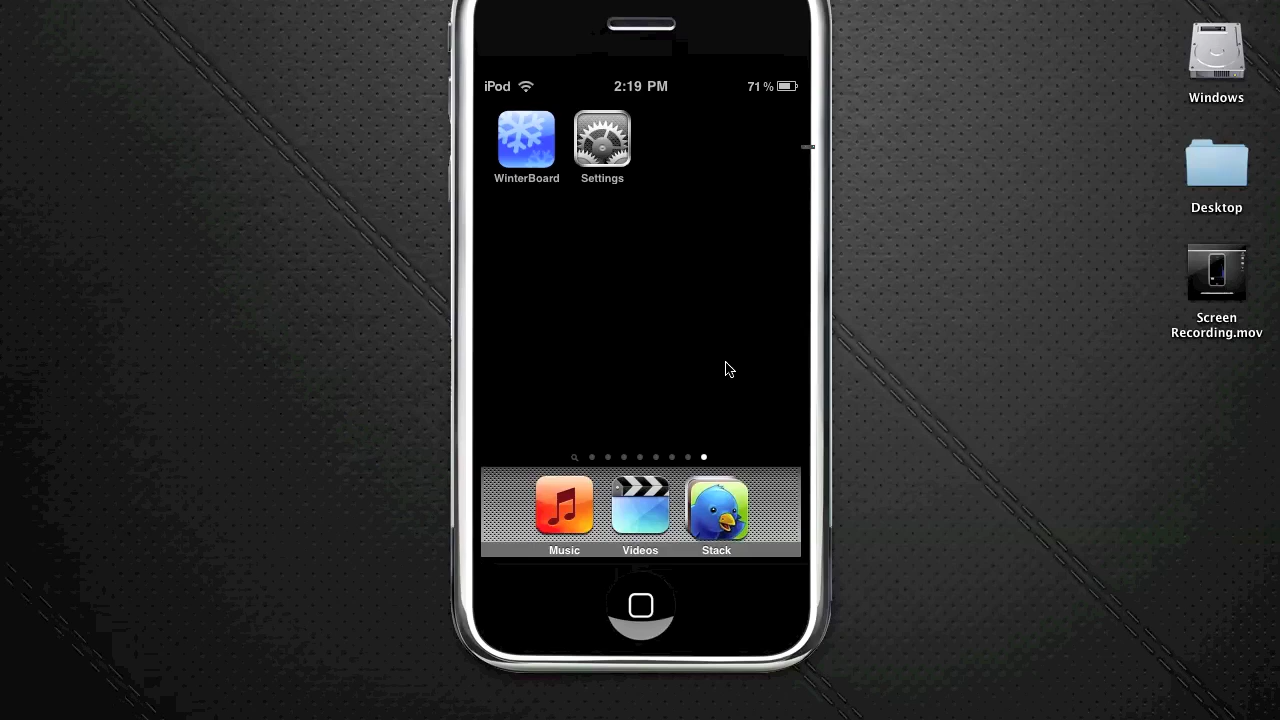 iPod 2:19 PM 71 %
WinterBoard Settings
Music Videos Stack
Windows
Desktop
Screen
Recording.mov